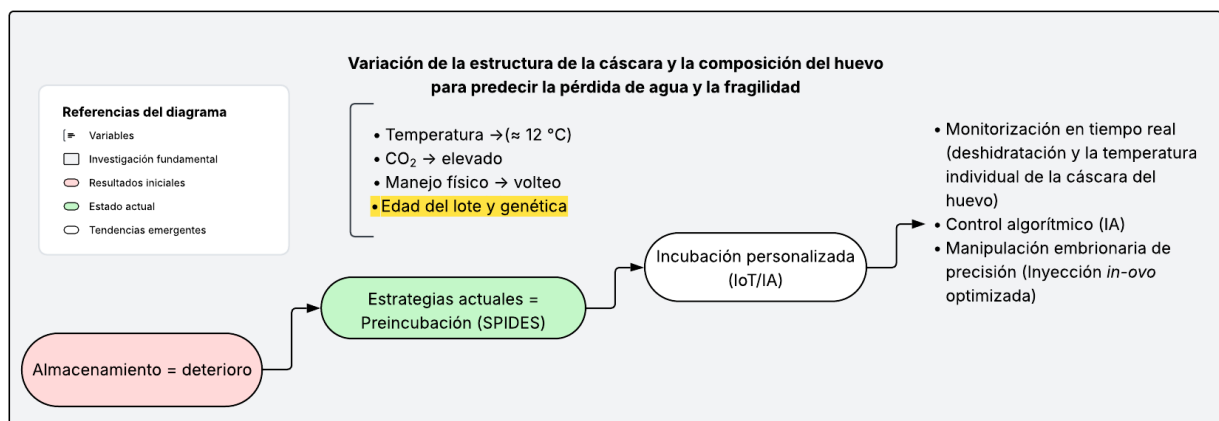 Variación de la estructura de la cáscara y la composición del huevo
para predecir la pérdida de agua y la fragilidad
Referencias del diagrama
Variables
Investigación fundamental
Resultados iniciales
Estado actual
Tendencias emergentes
• Temperatura →(≈ 12 °C)
• CO₂ → elevado
• Manejo físico → volteo
• Edad del lote y genética
• Monitorización en tiempo real
(deshidratación y la temperatura
individual de la cáscara del
huevo)
• Control algorítmico (IA)
• Manipulación embrionaria de
precisión (Inyección in-ovo
optimizada)
Incubación personalizada
(IoT/IA)
Estrategias actuales =
Preincubación (SPIDES)
Almacenamiento = deterioro